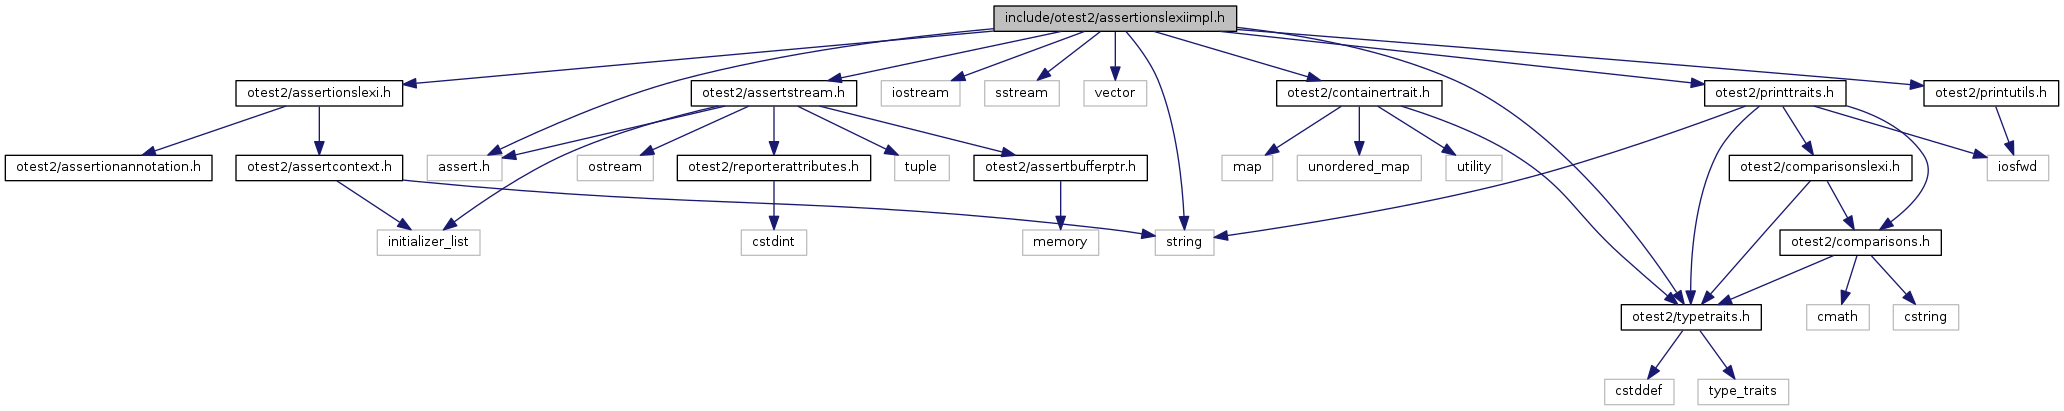 include/otest2/assertionslexiimpl.h
otest2/assertionslexi.h
otest2/assertstream.h
iostream
sstream
vector
otest2/containertrait.h
otest2/printtraits.h
otest2/printutils.h
otest2/assertionannotation.h
otest2/assertcontext.h
assert.h
ostream
otest2/reporterattributes.h
tuple
otest2/assertbufferptr.h
map
unordered_map
utility
otest2/comparisonslexi.h
iosfwd
initializer_list
cstdint
memory
string
otest2/comparisons.h
otest2/typetraits.h
cmath
cstring
cstddef
type_traits